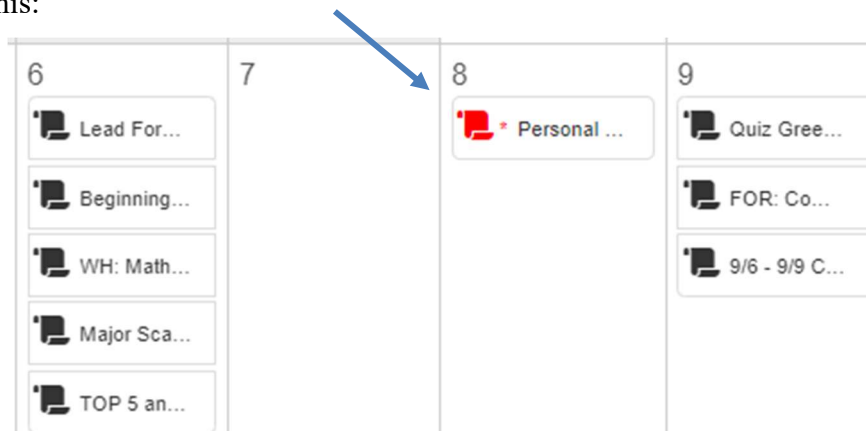 his:
6
7
8
9
Lead For...
* Personal ...
Quiz Gree...
Beginning...
FOR: Co...
WH: Math...
9/6 - 9/9 C...
Major Sca...
TOP 5 an...